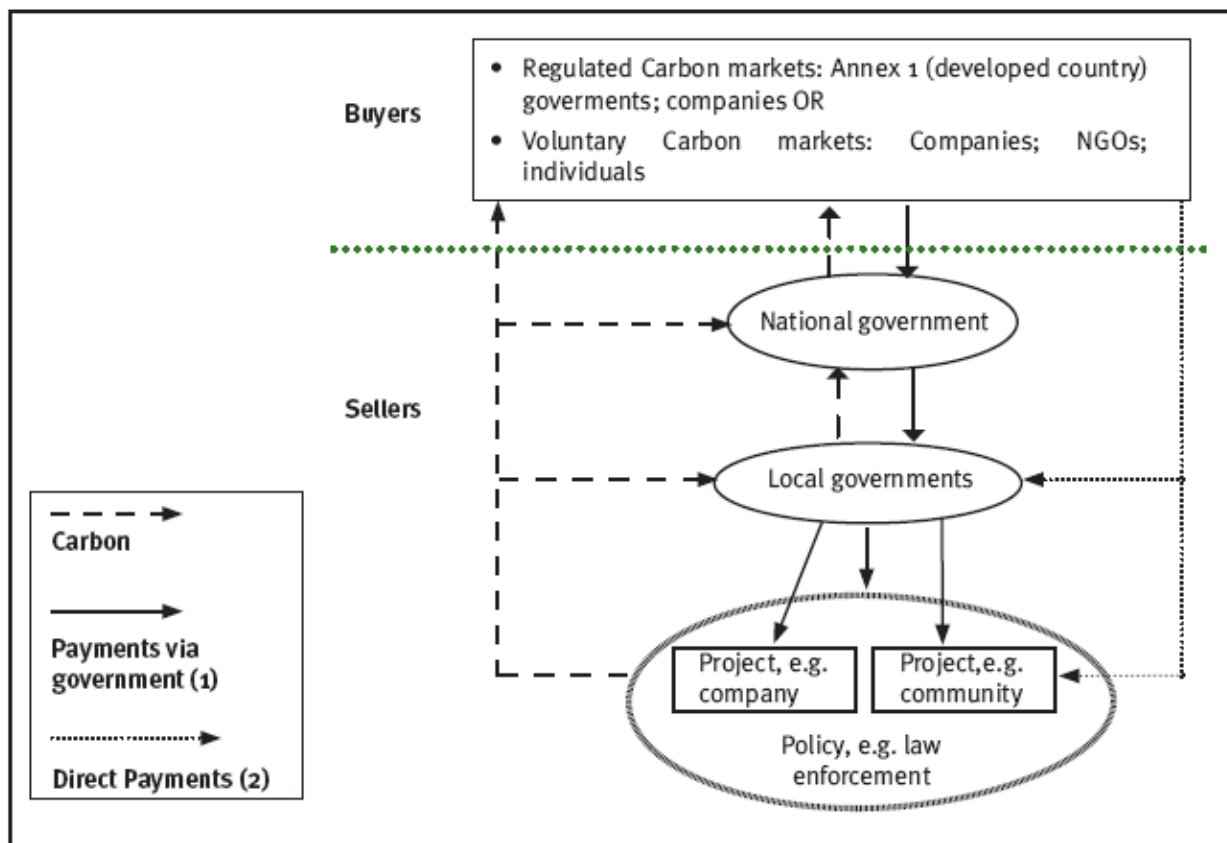 Buyers
• Regulated Carbon markets: Annex 1 (developed country)
goverments; companies OR
• Voluntary Carbon markets: Companies; NGOs;
individuals
National government
Sellers
Local governments
Carbon
Payments via
government (1)
Direct Payments (2)
Project, e.g.
company
Project,e.g.
community
Policy, e.g. law
enforcement